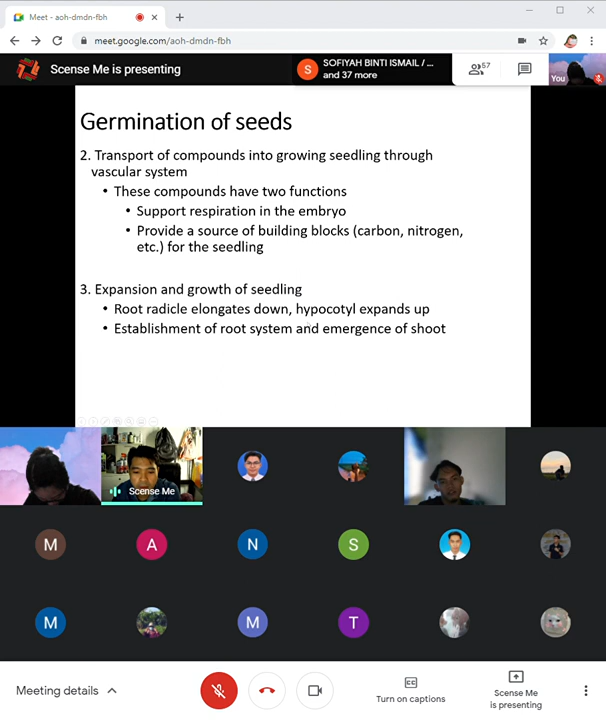 Meet - aoh-dmdn-fbh
meet.google.com/aoh-dmdn-fbh
Scense Me is presenting
S
SOFIYAH BINTI ISMAIL / ...
and 37 more
57
You
Germination of seeds
2. Transport of compounds into growing seedling through
vascular system
• These compounds have two functions
• Support respiration in the embryo
• Provide a source of building blocks (carbon, nitrogen,
etc.) for the seedling
3. Expansion and growth of seedling
• Root radicle elongates down, hypocotyl expands up
• Establishment of root system and emergence of shoot
Scense Me
M A N S
M M T
Meeting details
CC
Turn on captions
Scense Me
is presenting